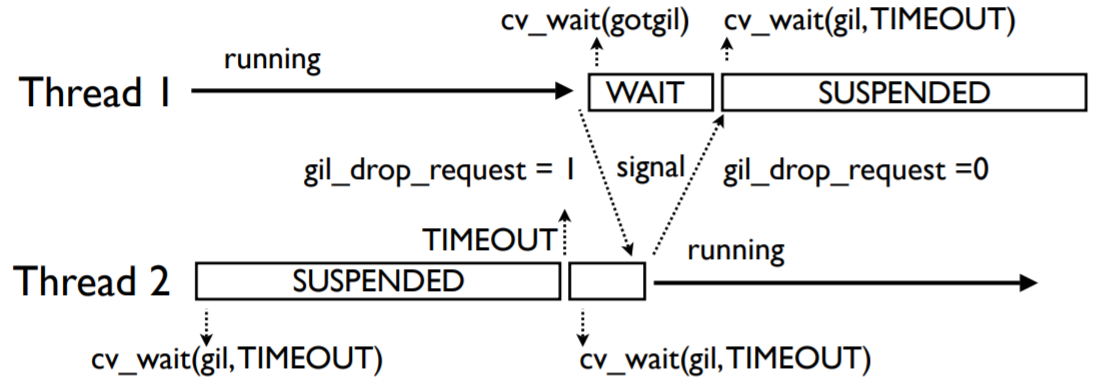 cv_wait(gotgil) cv_wait(gil,TIMEOUT)
running
Thread 1 WAIT SUSPENDED
gil_drop_request = 1 signal gil_drop_request =0
TIMEOUT running
Thread 2 SUSPENDED
cv_wait(gil,TIMEOUT) cv_wait(gil,TIMEOUT)